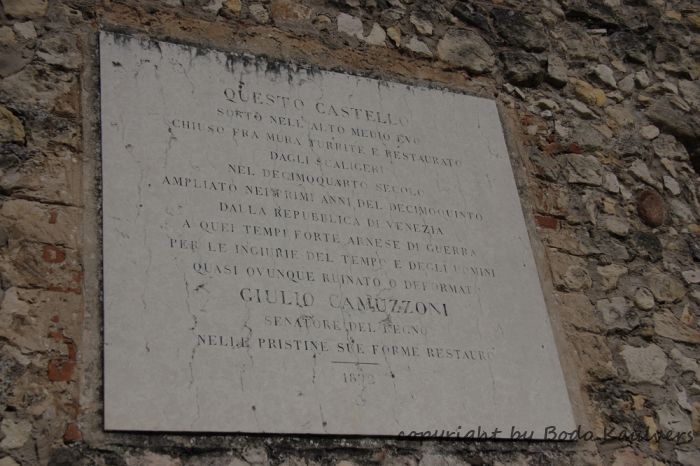 QUESTO CASTELLO
SORTO NELL'ALTO MEDIO EVO
CHIUSO FRA MURA TURRITE E RESTAURATO
DAGLI SCALIGERI
NEL DECIMOQUARTO SECOLO
AMPLIATO NEI PRIMI ANNI DEL DECIMOQUINTO
DALLA REPUBBLICA DI VENEZIA
A QUEI TEMPI FORTE ARNESE DI GUERRA
PER LE INGIURIE DEL TEMPO E DEGLI UOMINI
QUASI OVUNQUE RUINATO O DEFORMATO
GIULIO CAMUZZONI
SENATORE DEL REGNO
NELLE PRISTINE SUE FORME RESTAURÒ
copyright by Bodo